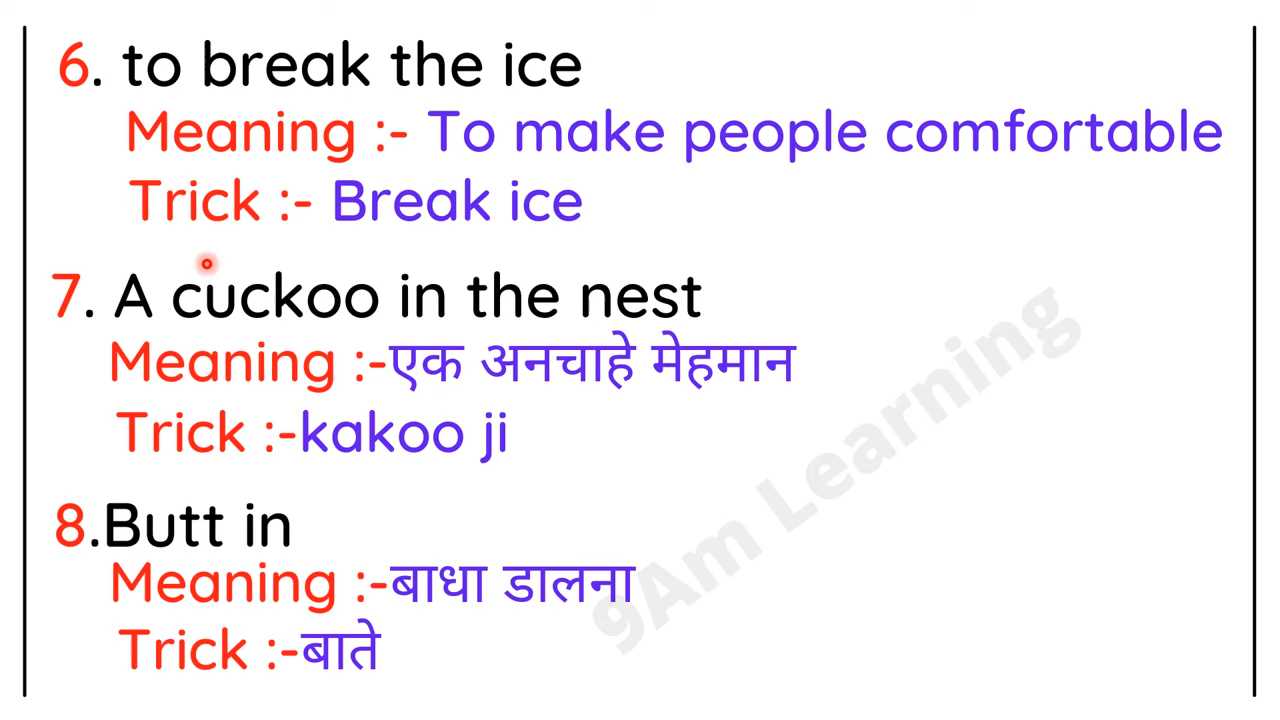 6. to break the ice
Meaning :- To make people comfortable
Trick :- Break ice
7. A cuckoo in the nest
Meaning :-एक अनचाहे मेहमान
Trick :-kakoo ji
8.Butt in
Meaning :-बाधा डालना
Trick :-बाते
9Am Learning